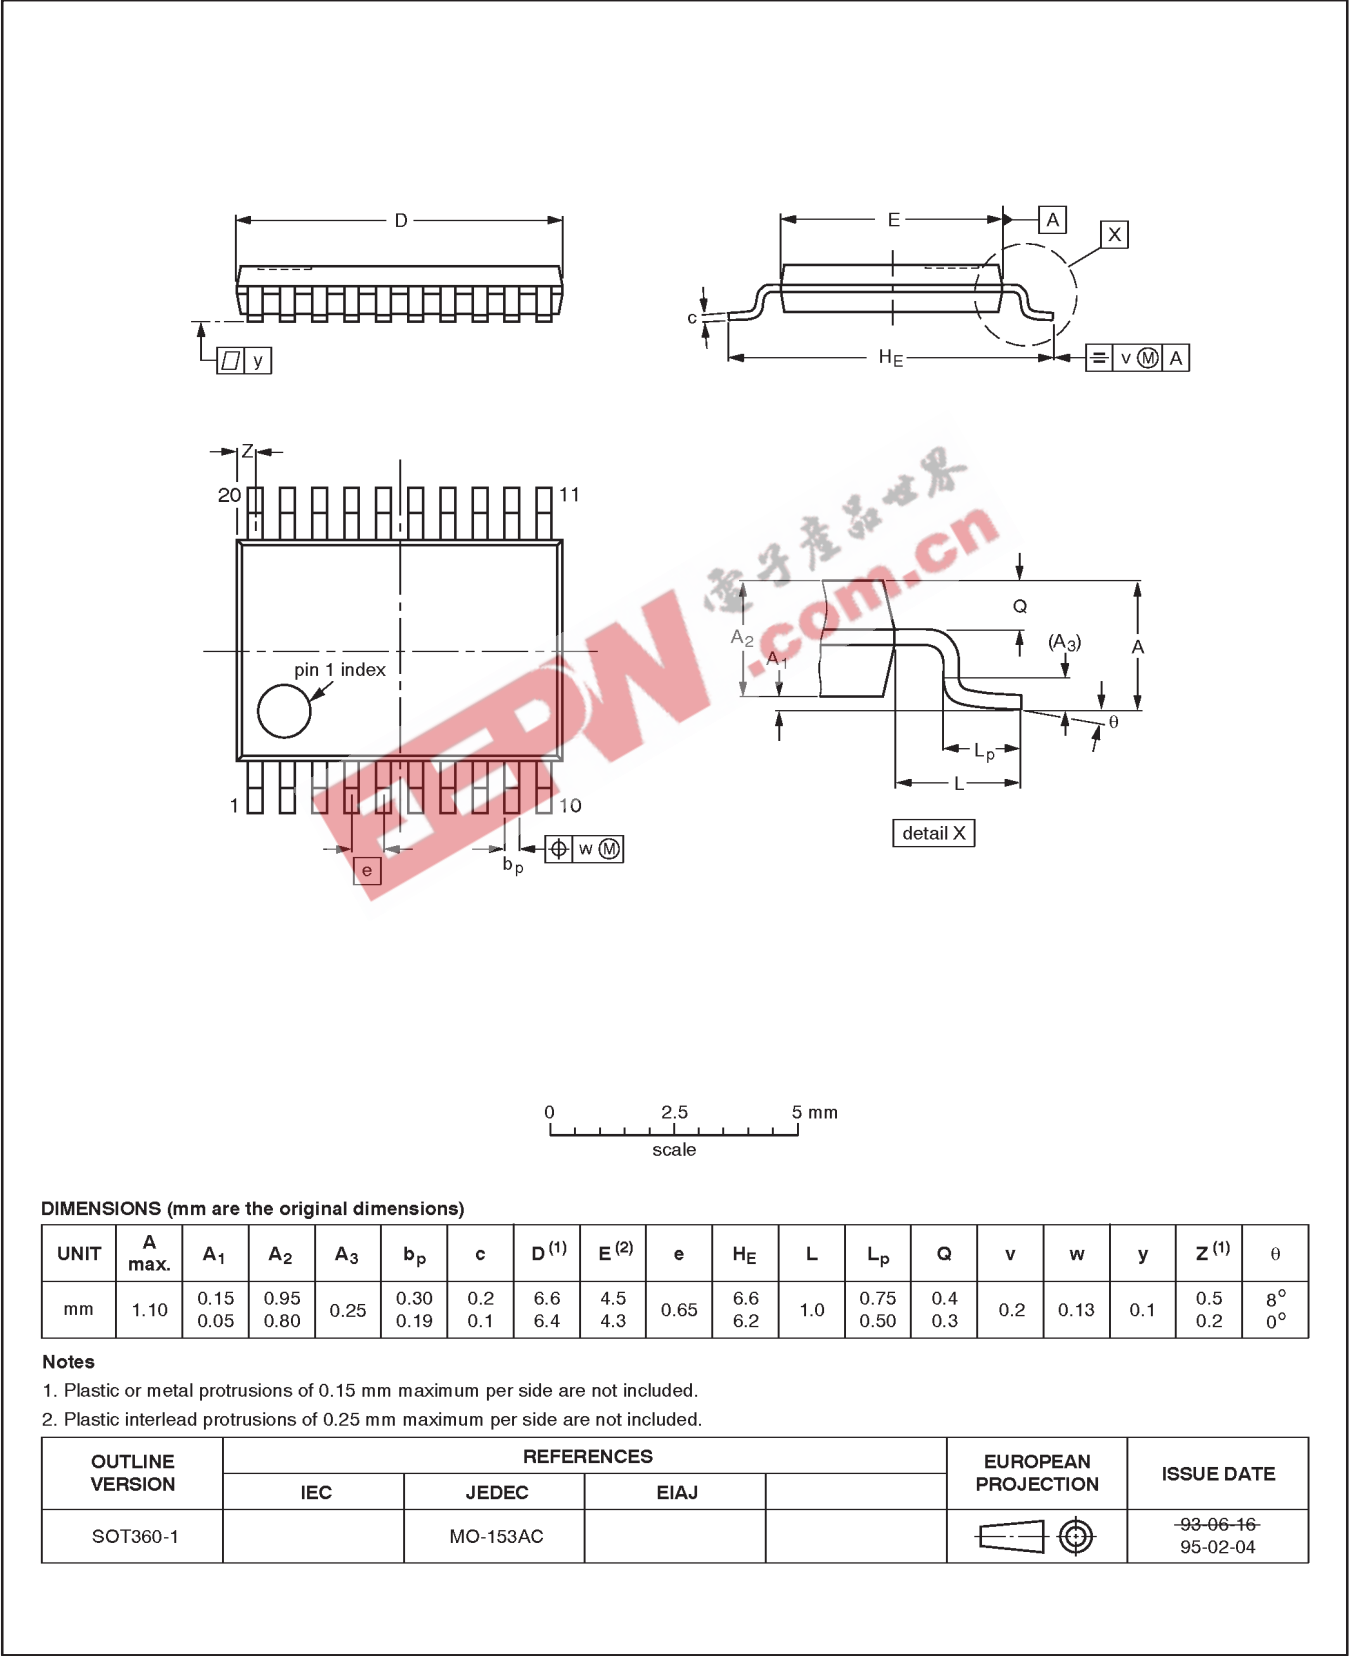 D
E
A
X
c
y
HE
v M A
Z
20
11
電子產品世界
.com.cn
EEPW
pin 1 index
Q
A2
A1
(A3)
A
θ
Lp
L
1
10
e
bp
w M
detail X
0 2.5 5 mm
scale
DIMENSIONS (mm are the original dimensions)
UNIT A max. A1 A2 A3 bp c D(1) E(2) e HE L Lp Q v w y Z(1) θ
mm 1.10 0.15 0.05 0.95 0.80 0.25 0.30 0.19 0.2 0.1 6.6 6.4 4.5 4.3 0.65 6.6 6.2 1.0 0.75 0.50 0.4 0.3 0.2 0.13 0.1 0.5 0.2 8° 0°
Notes
1. Plastic or metal protrusions of 0.15 mm maximum per side are not included.
2. Plastic interlead protrusions of 0.25 mm maximum per side are not included.
OUTLINE VERSION REFERENCES EUROPEAN PROJECTION ISSUE DATE
IEC JEDEC EIAJ
SOT360-1 MO-153AC 93-06-16
95-02-04